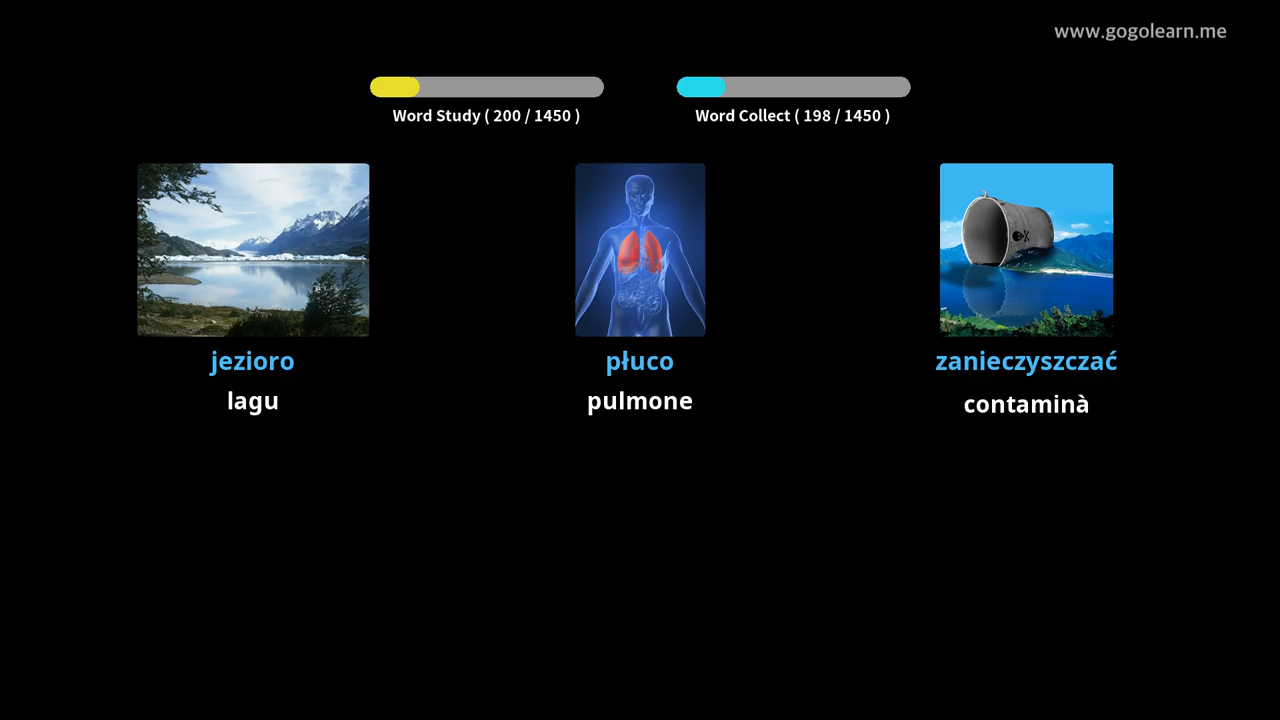 www.gogolearn.me
Word Study ( 200 / 1450 )
Word Collect ( 198 / 1450 )
jezioro
lagu
płuco
pulmone
zanieczyszczać
contaminà